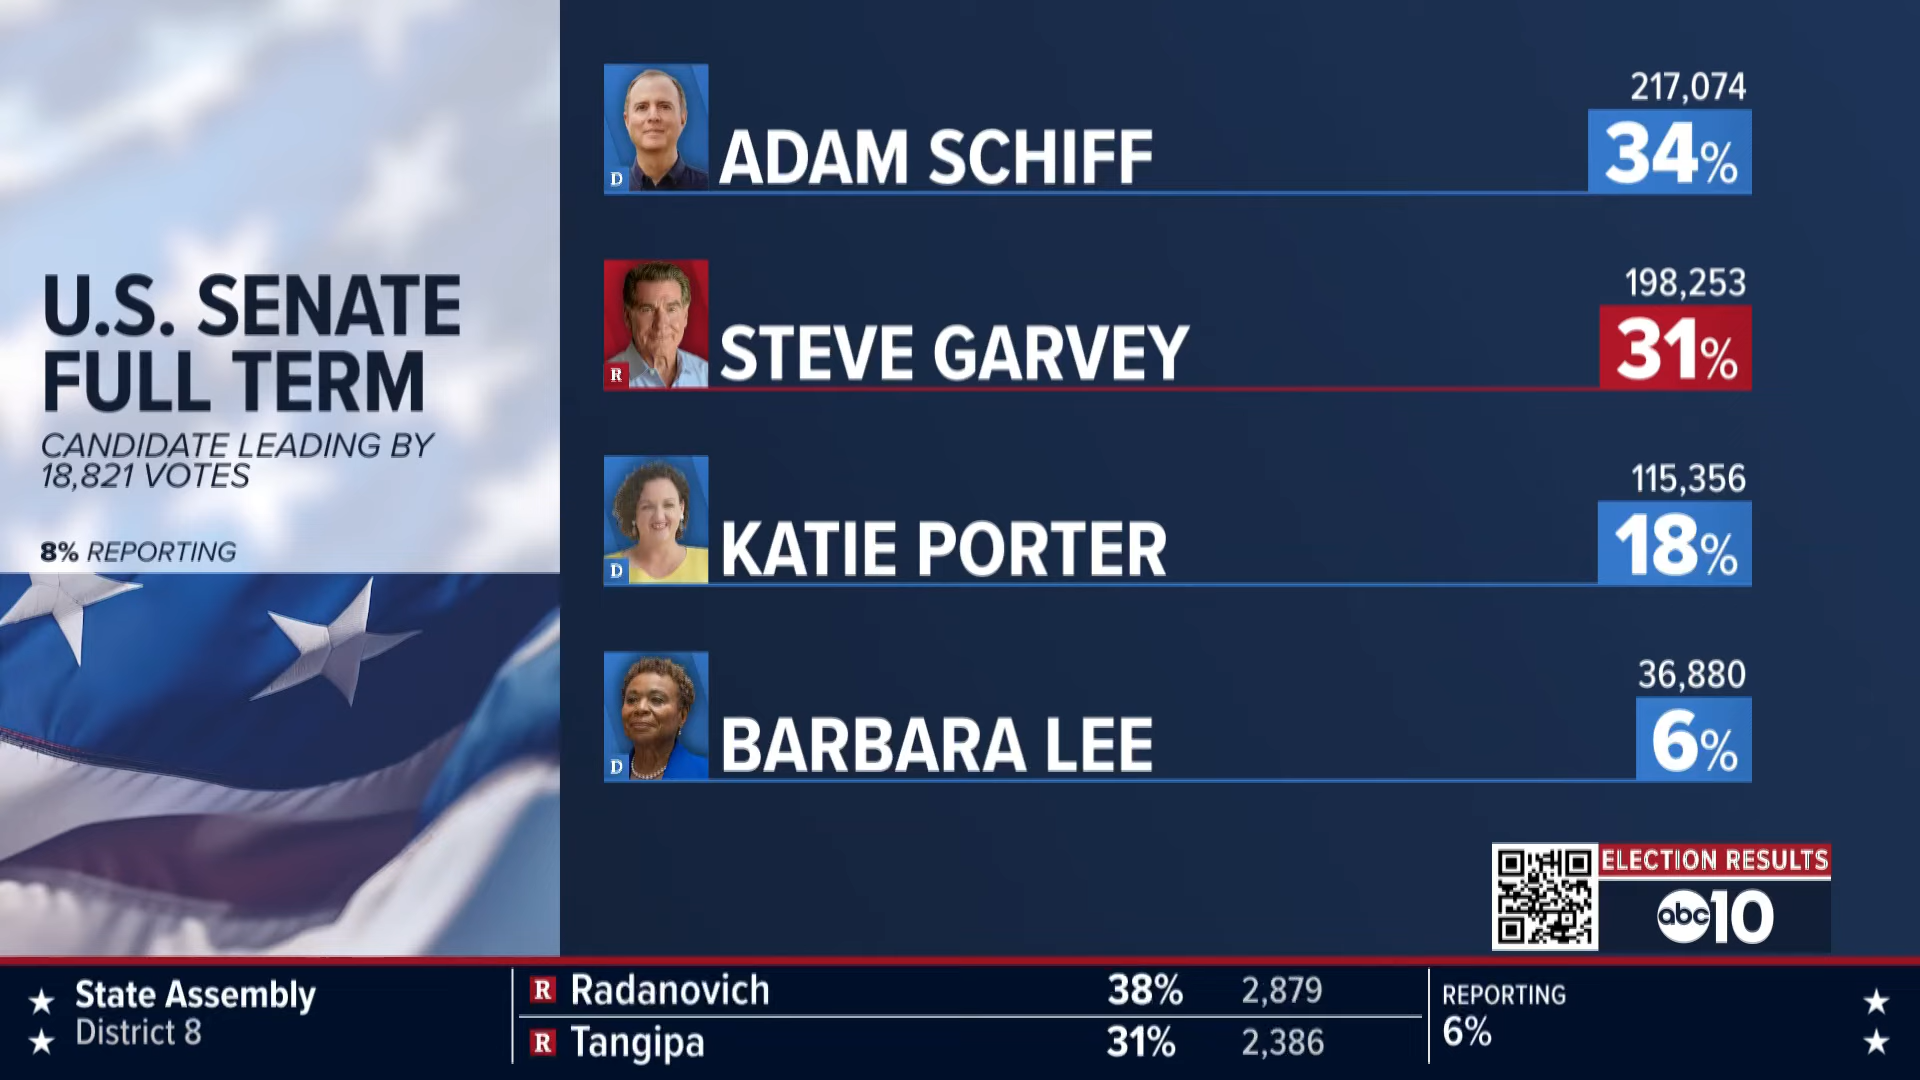 U.S. SENATE
FULL TERM
CANDIDATE LEADING BY
18,821 VOTES
8% REPORTING
217,074
D
ADAM SCHIFF
34%
198,253
R
STEVE GARVEY
31%
115,356
D
KATIE PORTER
18%
36,880
D
BARBARA LEE
6%
ELECTION RESULTS
abc10
State Assembly
District 8
R Radanovich 38% 2,879
R Tangipa 31% 2,386
REPORTING
6%